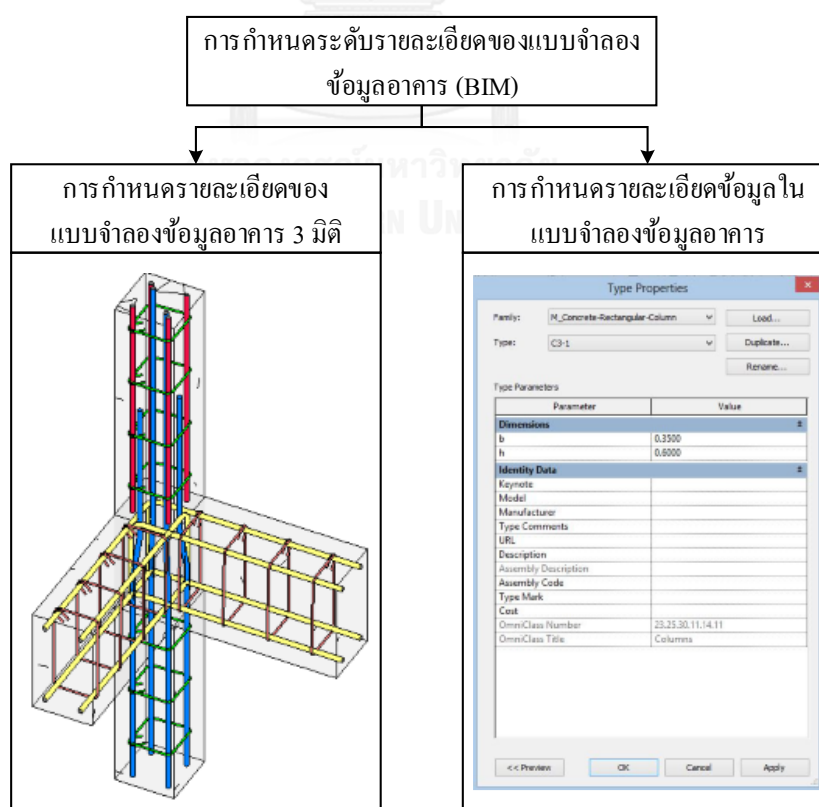 การกำหนดระดับรายละเอียดของแบบจำลอง
ข้อมูลอาคาร (BIM)
การกำหนดรายละเอียดของ
แบบจำลองข้อมูลอาคาร 3 มิติ
การกำหนดรายละเอียดข้อมูลใน
แบบจำลองข้อมูลอาคาร
Type Properties
Family: M_Concrete-Rectangular-Column Load...
Type: C3-1 Duplicate...
Rename...
Type Parameters
Parameter Value
Dimensions
b 0.3500
h 0.6000
Identity Data
Keynote
Model
Manufacturer
Type Comments
URL
Description
Assembly Description
Assembly Code
Type Mark
Cost
OmniClass Number 23.25.30.11.14.11
OmniClass Title Columns
<< Preview OK Cancel Apply